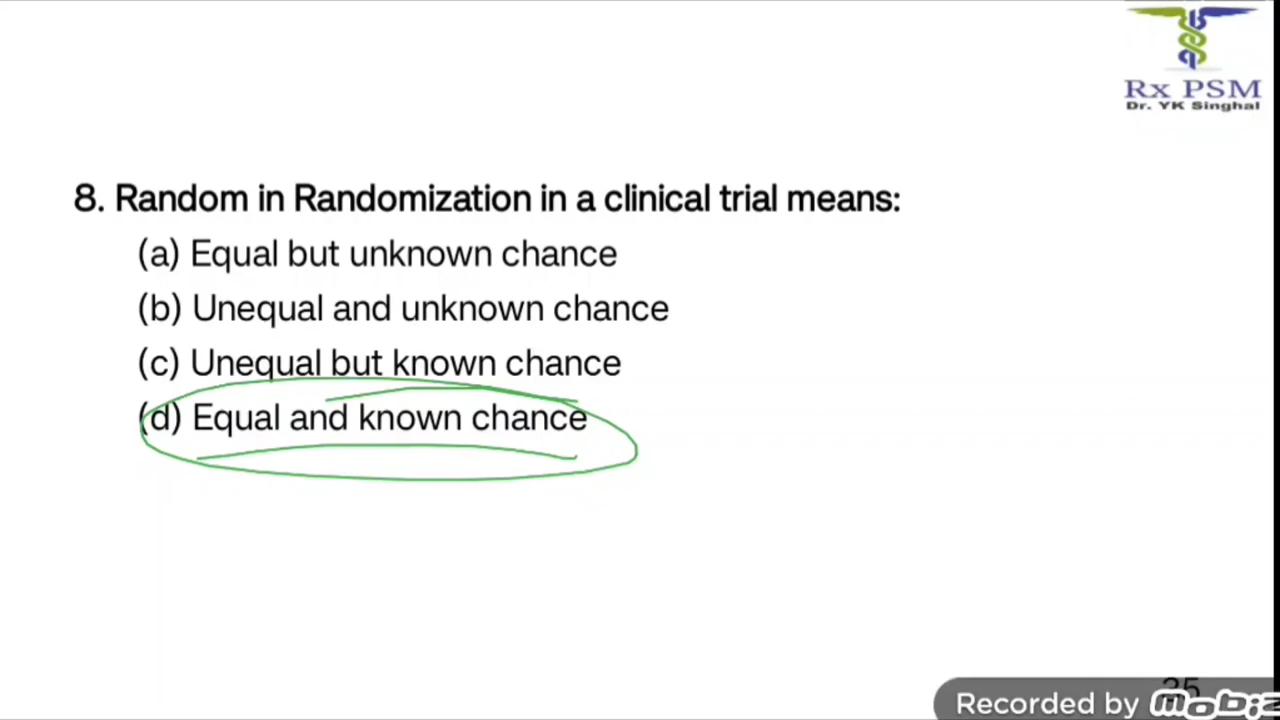 Rx PSM
Dr. YK Singhal
8. Random in Randomization in a clinical trial means:
(a) Equal but unknown chance
(b) Unequal and unknown chance
(c) Unequal but known chance
(d) Equal and known chance
35
Recorded by